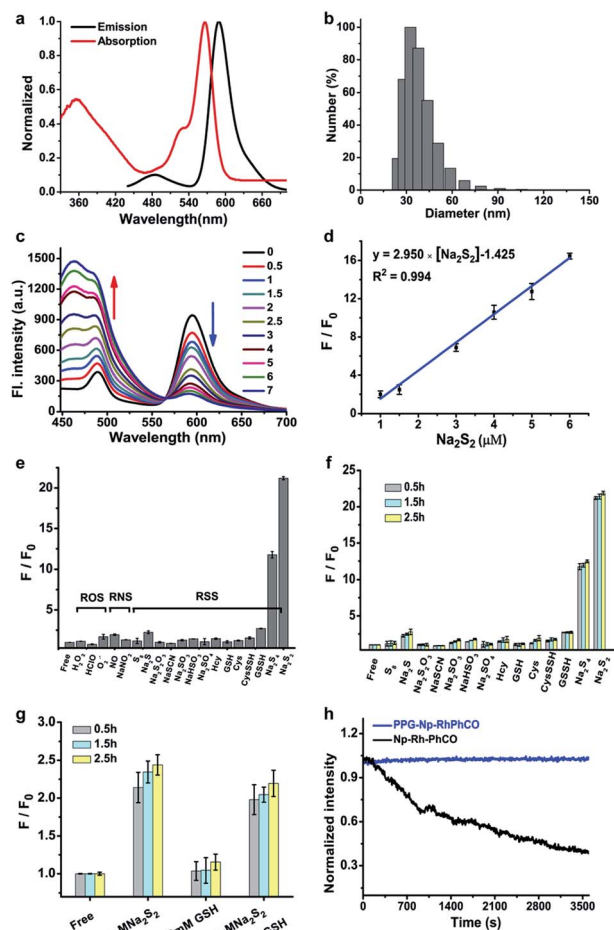 a
Emission
Absorption
Normalized
1.0
0.8
0.6
0.4
0.2
0.0
360 420 480 540 600 660
Wavelength(nm)
b
Number (%)
100
80
60
40
20
0
0 30 60 90 120 150
Diameter (nm)
c
Fl. intensity (a.u.)
1500
1200
900
600
300
0
450 500 550 600 650 700
Wavelength (nm)
0
0.5
1
1.5
2
2.5
3
4
5
6
7
d
y = 2.950 × [Na₂S₂]-1.425
R² = 0.994
F / F₀
16
12
8
4
0
1 2 3 4 5 6
Na₂S₂ (μM)
e
F / F₀
20
15
10
5
ROS RNS RSS
Free H₂O₂ HClO O₂⁻ NO NaNO₂ S₈ Na₂S Na₂S₂O₃ NaSCN Na₂SO₃ NaHSO₃ Na₂SO₄ Hcy GSH Cys CysSSH GSSH Na₂S₄ Na₂S₂
f
0.5h
1.5h
2.5h
F / F₀
25
20
15
10
5
Free S₈ Na₂S Na₂S₂O₃ NaSCN Na₂SO₃ NaHSO₃ Na₂SO₄ Hcy GSH Cys CysSSH GSSH Na₂S₄ Na₂S₂
g
0.5h
1.5h
2.5h
F / F₀
3.0
2.5
2.0
1.5
1.0
Free MNa₂S₂ mM GSH MNa₂S₂
GSH
h
PPG-Np-RhPhCO
Np-Rh-PhCO
Normalized intensity
1.2
0.9
0.6
0.3
0 700 1400 2100 2800 3500
Time (s)